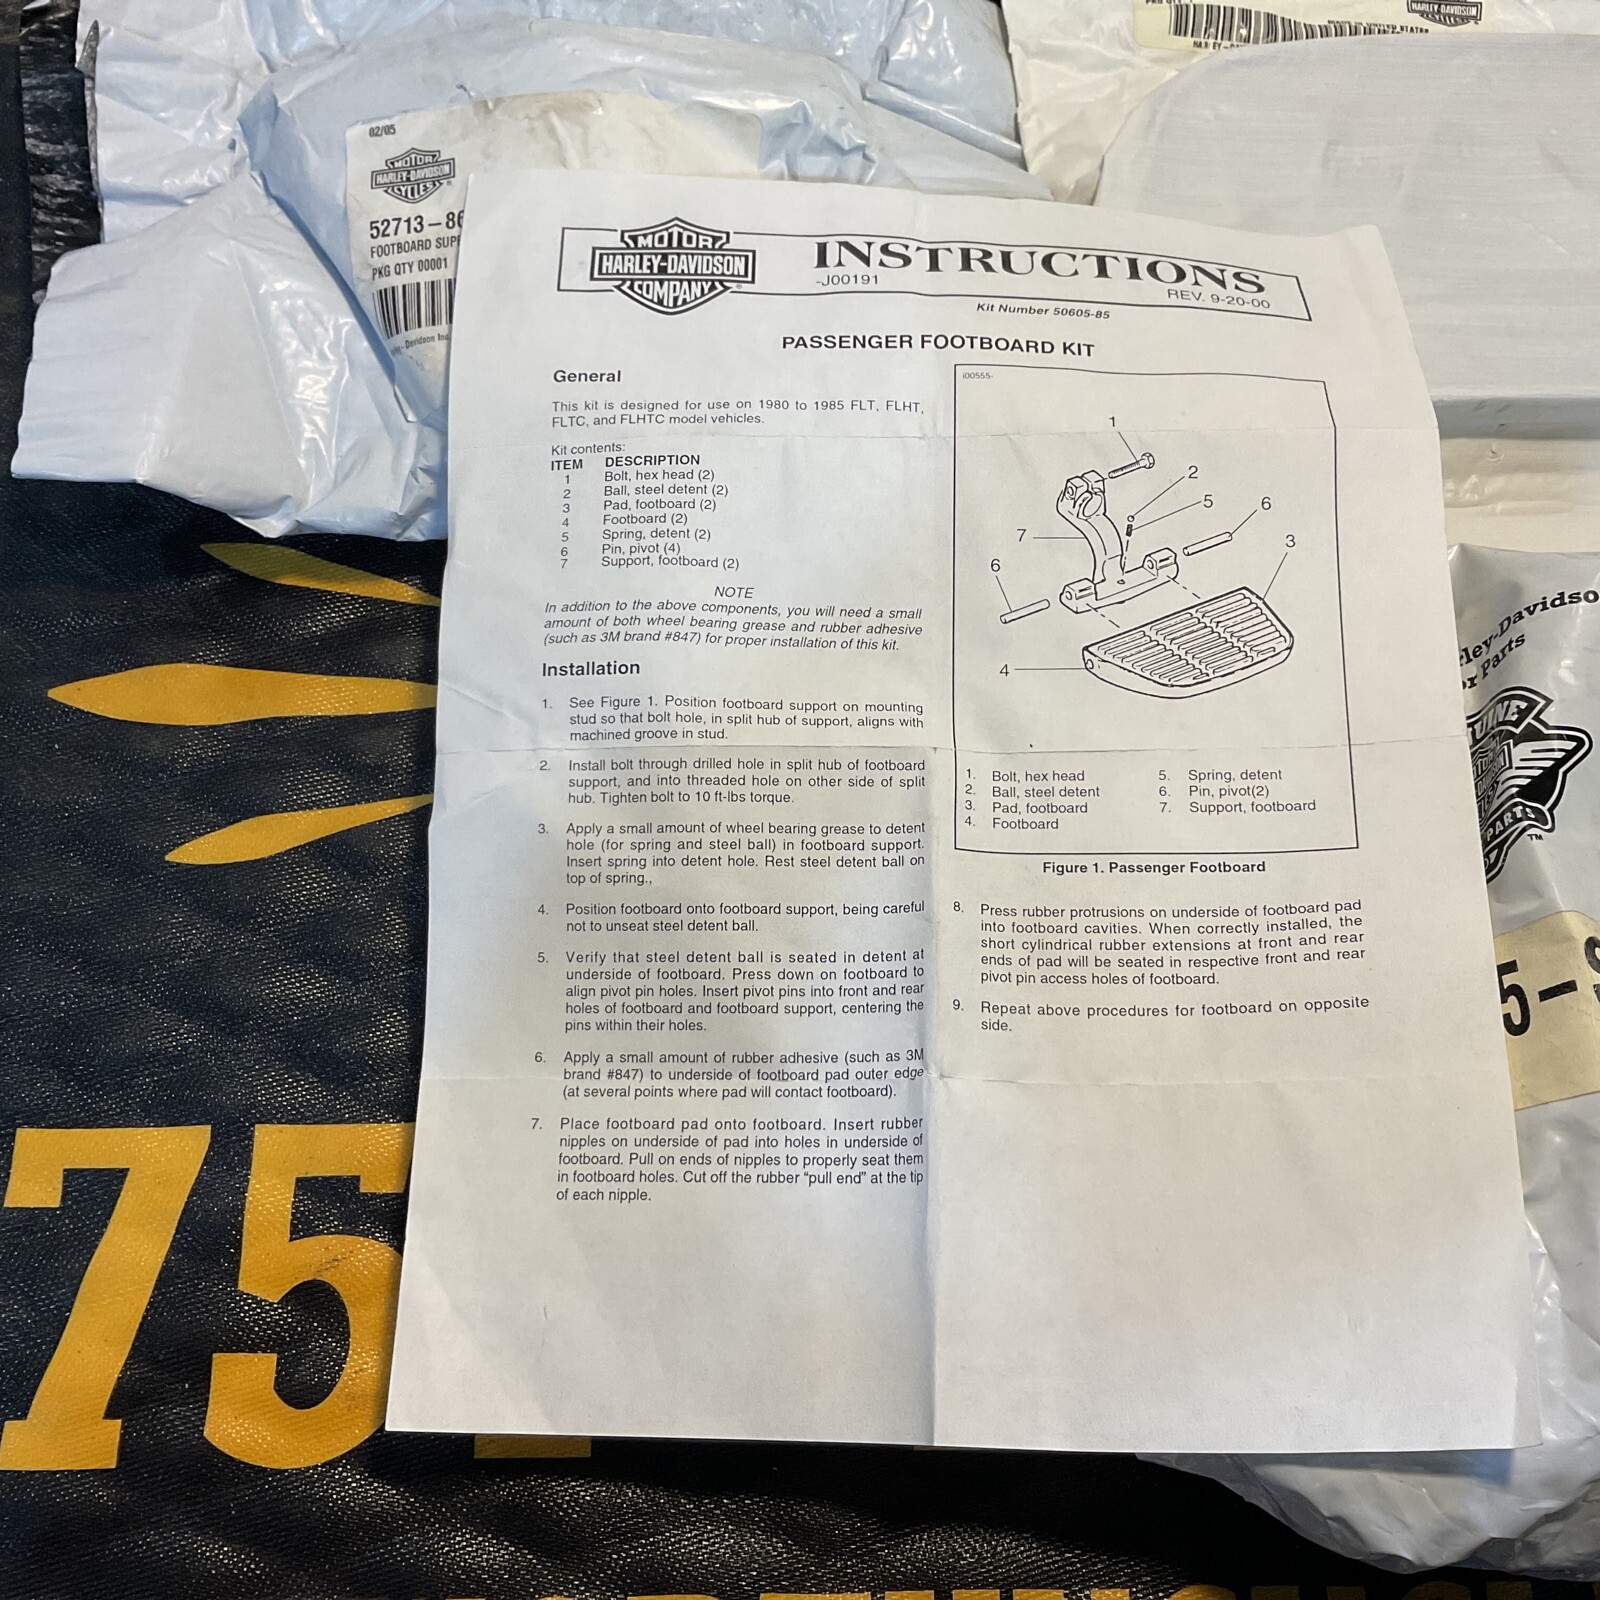 02/05
MOTOR
HARLEY-DAVIDSON
CYCLES
52713-86
FOOTBOARD
PKG QTY 00001
HARLEY-DAVIDSON
CYCLES
MOTOR
HARLEY-DAVIDSON
COMPANY
INSTRUCTIONS
-J00191
REV. 9-20-00
Kit Number 50605-85
PASSENGER FOOTBOARD KIT
General
This kit is designed for use on 1980 to 1985 FLT, FLHT,
FLTC, and FLHTC model vehicles.
Kit contents:
ITEM DESCRIPTION
1 Bolt, hex head (2)
2 Ball, steel detent (2)
3 Pad, footboard (2)
4 Footboard (2)
5 Spring, detent (2)
6 Pin, pivot (4)
7 Support, footboard (2)
NOTE
In addition to the above components, you will need a small
amount of both wheel bearing grease and rubber adhesive
(such as 3M brand #847) for proper installation of this kit.
Installation
1. See Figure 1. Position footboard support on mounting
stud so that bolt hole, in split hub of support, aligns with
machined groove in stud.
2. Install bolt through drilled hole in split hub of footboard
support, and into threaded hole on other side of split
hub. Tighten bolt to 10 ft-lbs torque.
3. Apply a small amount of wheel bearing grease to detent
hole (for spring and steel ball) in footboard support.
Insert spring into detent hole. Rest steel detent ball on
top of spring.,
4. Position footboard onto footboard support, being careful
not to unseat steel detent ball.
5. Verify that steel detent ball is seated in detent at
underside of footboard. Press down on footboard to
align pivot pin holes. Insert pivot pins into front and rear
holes of footboard and footboard support, centering the
pins within their holes.
6. Apply a small amount of rubber adhesive (such as 3M
brand #847) to underside of footboard pad outer edge
(at several points where pad will contact footboard).
7. Place footboard pad onto footboard. Insert rubber
nipples on underside of pad into holes in underside of
footboard. Pull on ends of nipples to properly seat them
in footboard holes. Cut off the rubber "pull end" at the tip
of each nipple.
i00555-
1
2
5
6
7
3
6
4
1. Bolt, hex head
2. Ball, steel detent
3. Pad, footboard
4. Footboard
5. Spring, detent
6. Pin, pivot(2)
7. Support, footboard
Figure 1. Passenger Footboard
8. Press rubber protrusions on underside of footboard pad
into footboard cavities. When correctly installed, the
short cylindrical rubber extensions at front and rear
ends of pad will be seated in respective front and rear
pivot pin access holes of footboard.
9. Repeat above procedures for footboard on opposite
side.
Parts
PARTS
TM
5-
75